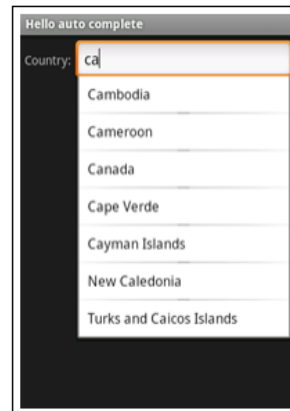 Hello auto complete
Country: ca
Cambodia
Cameroon
Canada
Cape Verde
Cayman Islands
New Caledonia
Turks and Caicos Islands